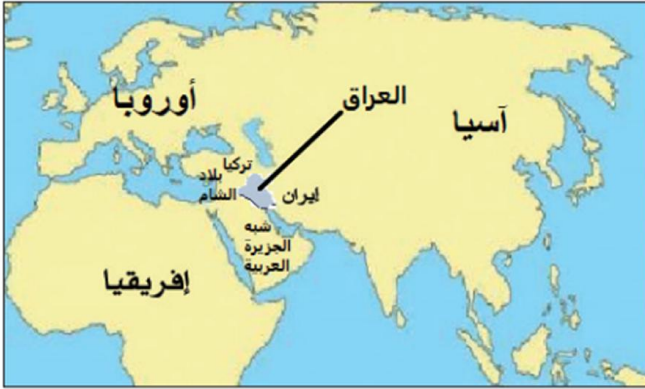 أوروبا
العراق
آسيا
تركيا
بلاد
الشام
إيران
شبه
الجزيرة
العربية
إفريقيا